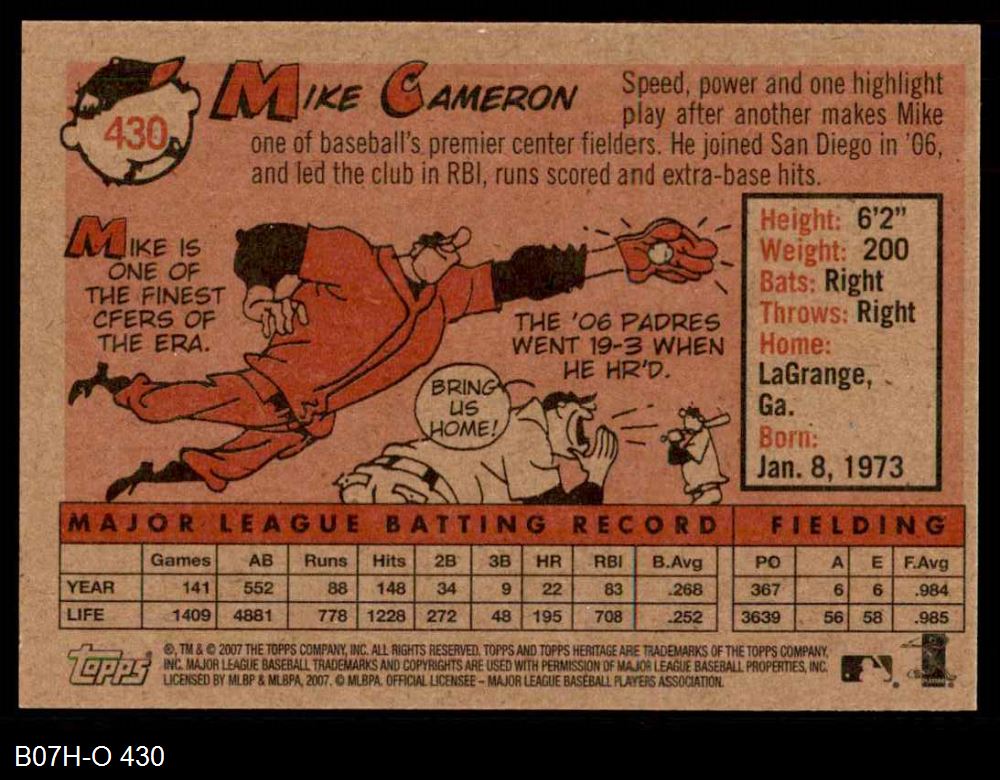 430
MIKE CAMERON
Speed, power and one highlight
play after another makes Mike
one of baseball's premier center fielders. He joined San Diego in '06,
and led the club in RBI, runs scored and extra-base hits.
MIKE IS
ONE OF
THE FINEST
CFERS OF
THE ERA.
THE '06 PADRES
WENT 19-3 WHEN
HE HR'D.
BRING
US
HOME!
Height: 6'2"
Weight: 200
Bats: Right
Throws: Right
Home:
LaGrange,
Ga.
Born:
Jan. 8, 1973
MAJOR LEAGUE BATTING RECORD FIELDING
Games AB Runs Hits 2B 3B HR RBI B.Avg PO A E F.Avg
YEAR 141 552 88 148 34 9 22 83 .268 367 6 6 .984
LIFE 1409 4881 778 1228 272 48 195 708 .252 3639 56 58 .985
Topps
®, TM & © 2007 THE TOPPS COMPANY, INC. ALL RIGHTS RESERVED. TOPPS AND TOPPS HERITAGE ARE TRADEMARKS OF THE TOPPS COMPANY,
INC. MAJOR LEAGUE BASEBALL TRADEMARKS AND COPYRIGHTS ARE USED WITH PERMISSION OF MAJOR LEAGUE BASEBALL PROPERTIES, INC.
LICENSED BY MLBP & MLBPA, 2007. © MLBPA. OFFICIAL LICENSEE – MAJOR LEAGUE BASEBALL PLAYERS ASSOCIATION.
B07H-O 430